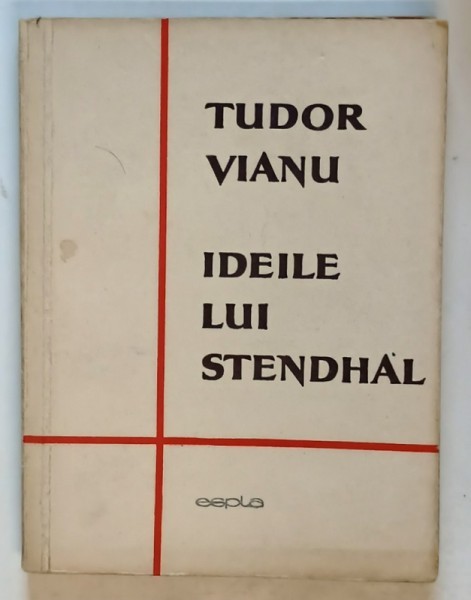 TUDOR
VIANU
IDEILE
LUI
STENDHAL
espla